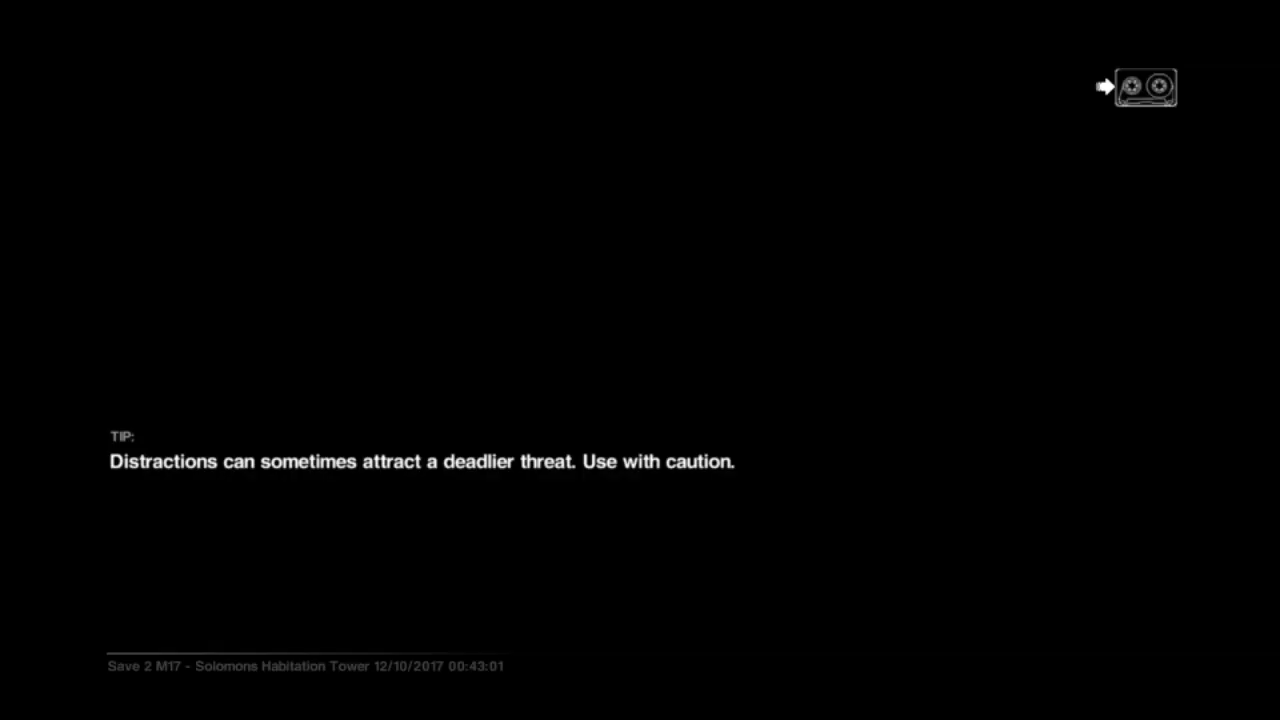 TIP:
Distractions can sometimes attract a deadlier threat. Use with caution.
Save 2 M17 - Solomons Habitation Tower 12/10/2017 00:43:01